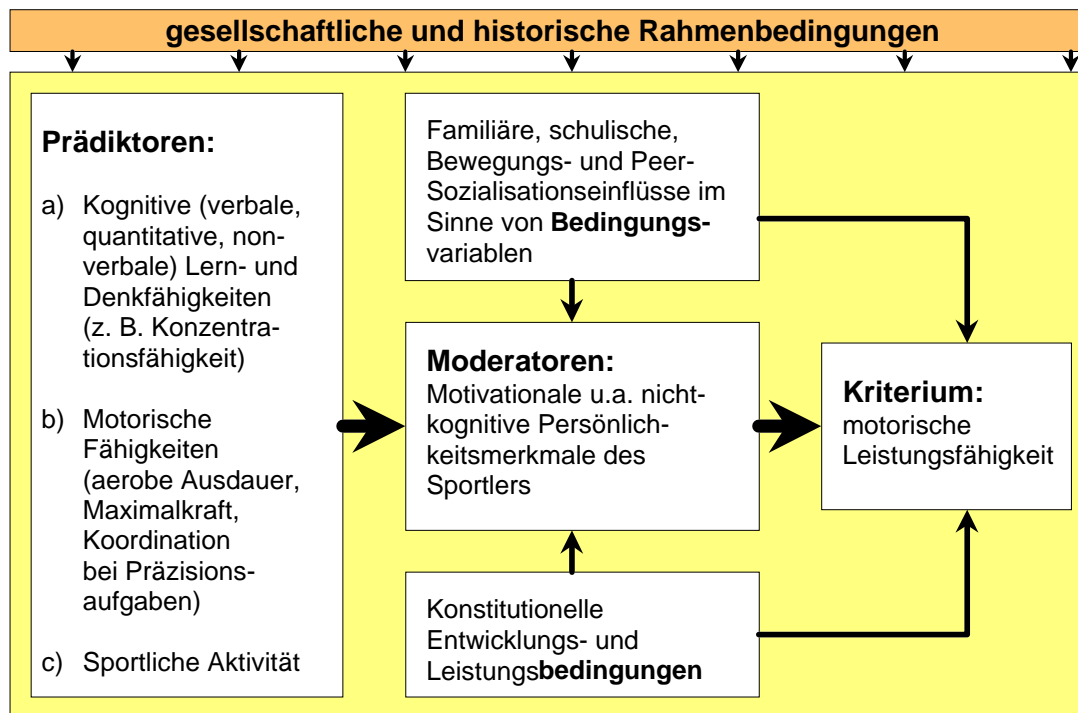 gesellschaftliche und historische Rahmenbedingungen
Prädiktoren:
a) Kognitive (verbale,
quantitative, non-
verbale) Lern- und
Denkfähigkeiten
(z. B. Konzentra-
tionsfähigkeit)
b) Motorische
Fähigkeiten
(aerobe Ausdauer,
Maximalkraft,
Koordination
bei Präzisions-
aufgaben)
c) Sportliche Aktivität
Familiäre, schulische,
Bewegungs- und Peer-
Sozialisationseinflüsse im
Sinne von Bedingungs-
variablen
Moderatoren:
Motivationale u.a. nicht-
kognitive Persönlich-
keitsmerkmale des
Sportlers
Konstitutionelle
Entwicklungs- und
Leistungsbedingungen
Kriterium:
motorische
Leistungsfähigkeit